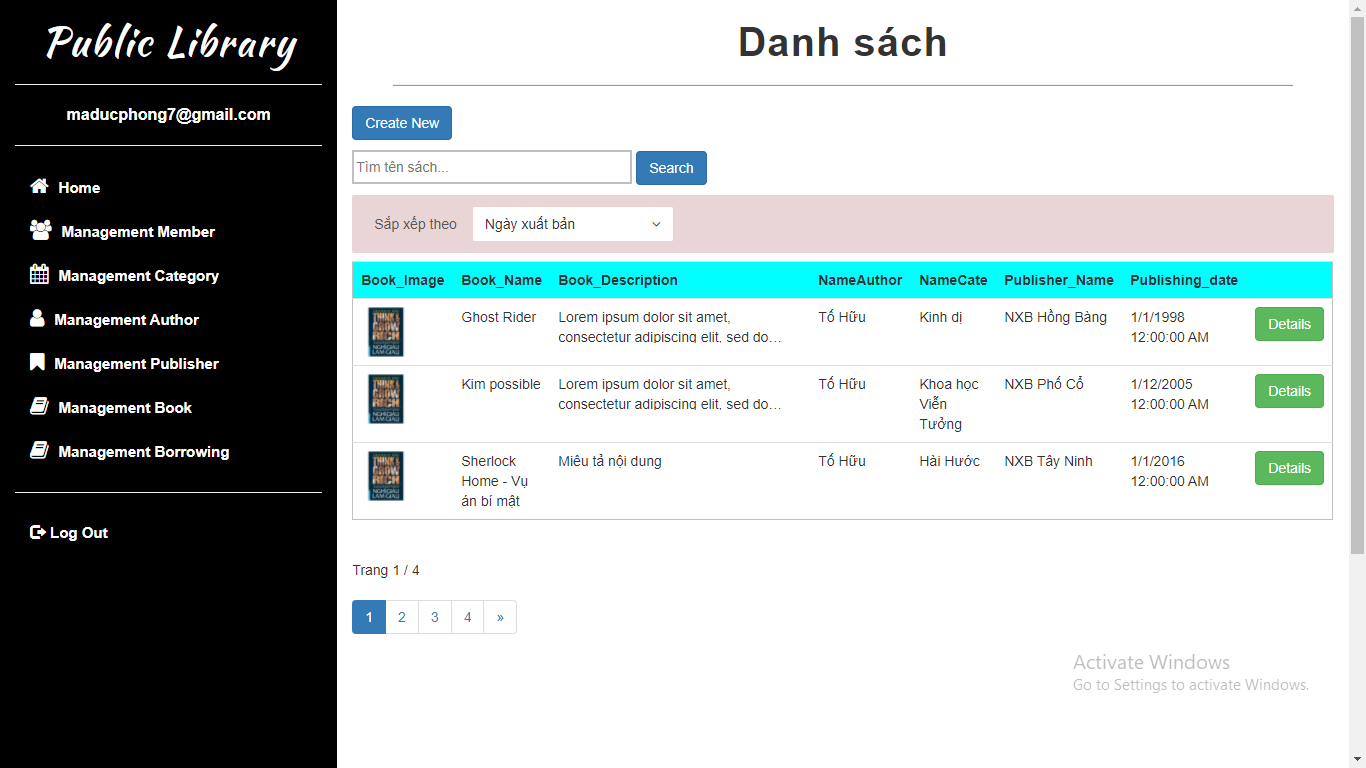 Public Library
maducphong7@gmail.com
Home
Management Member
Management Category
Management Author
Management Publisher
Management Book
Management Borrowing
Log Out
Danh sách
Create New
Tìm tên sách...
Search
Sắp xếp theo
Ngày xuất bản
Book_Image Book_Name Book_Description NameAuthor NameCate Publisher_Name Publishing_date
THINK & GROW RICH
NGHĨ GIÀU LÀM GIÀU
Ghost Rider
Lorem ipsum dolor sit amet,
consectetur adipiscing elit, sed do…
Tố Hữu
Kinh dị
NXB Hồng Bàng
1/1/1998
12:00:00 AM
Details
THINK & GROW RICH
NGHĨ GIÀU LÀM GIÀU
Kim possible
Lorem ipsum dolor sit amet,
consectetur adipiscing elit, sed do…
Tố Hữu
Khoa học
Viễn
Tưởng
NXB Phố Cổ
1/12/2005
12:00:00 AM
Details
THINK & GROW RICH
NGHĨ GIÀU LÀM GIÀU
Sherlock
Home - Vụ
án bí mật
Miêu tả nội dung
Tố Hữu
Hài Hước
NXB Tây Ninh
1/1/2016
12:00:00 AM
Details
Trang 1 / 4
1 2 3 4 »
Activate Windows
Go to Settings to activate Windows.